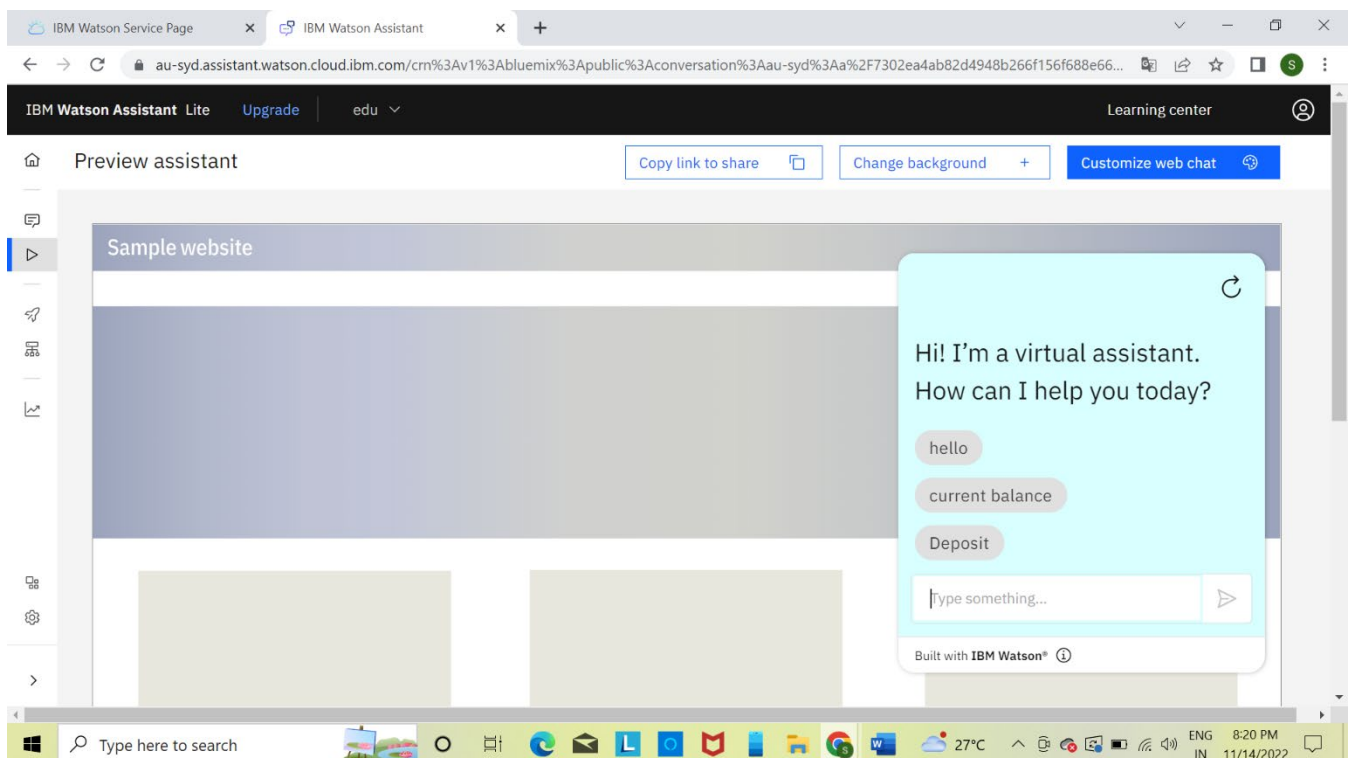 IBM Watson Service Page
IBM Watson Assistant
au-syd.assistant.watson.cloud.ibm.com/crn%3Av1%3Abluemix%3Apublic%3Aconversation%3Aau-syd%3Aa%2F7302ea4ab82d4948b266f156f688e66...
S
IBM Watson Assistant Lite Upgrade edu Learning center
Preview assistant Copy link to share Change background + Customize web chat
Sample website
Hi! I’m a virtual assistant.
How can I help you today?
hello
current balance
Deposit
Type something...
Built with IBM Watson®
Type here to search
L
27°C
ENG
IN
8:20 PM
11/14/2022